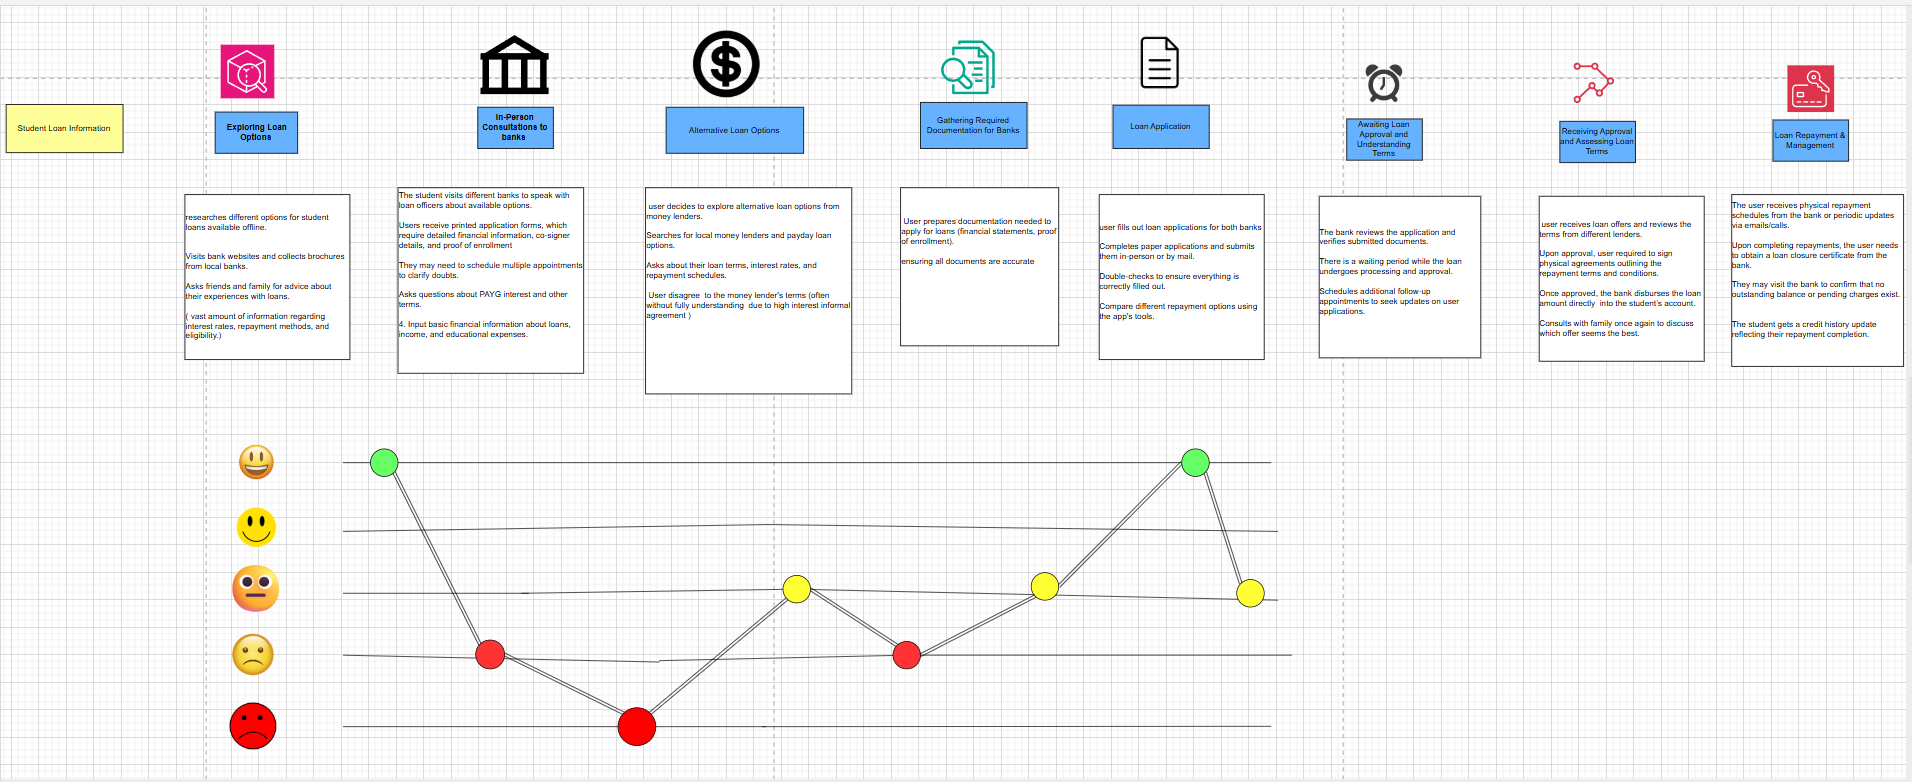 Student Loan Information
Exploring Loan
Options
In-Person
Consultations to
banks
Alternative Loan Options
Gathering Required
Documentation for Banks
Loan Application
Awaiting Loan
Approval and
Understanding
Terms
Receiving Approval
and Assessing Loan
Terms
Loan Repayment &
Management
researches different options for student
loans available offline.
Visits bank websites and collects brochures
from local banks.
Asks friends and family for advice about
their experiences with loans.
( vast amount of information regarding
interest rates, repayment methods, and
eligibility.)
The student visits different banks to speak with
loan officers about available options.
Users receive printed application forms, which
require detailed financial information, co-signer
details, and proof of enrollment
They may need to schedule multiple appointments
to clarify doubts.
Asks questions about PAYG interest and other
terms.
4. Input basic financial information about loans,
income, and educational expenses.
user decides to explore alternative loan options from
money lenders.
Searches for local money lenders and payday loan
options.
Asks about their loan terms, interest rates, and
repayment schedules.
User disagree to the money lender's terms (often
without fully understanding due to high interest informal
agreement )
User prepares documentation needed to
apply for loans (financial statements, proof
of enrollment).
ensuring all documents are accurate
user fills out loan applications for both banks
Completes paper applications and submits
them in-person or by mail.
Double-checks to ensure everything is
correctly filled out.
Compare different repayment options using
the app's tools.
The bank reviews the application and
verifies submitted documents.
There is a waiting period while the loan
undergoes processing and approval.
Schedules additional follow-up
appointments to seek updates on user
applications.
user receives loan offers and reviews the
terms from different lenders.
Upon approval, user required to sign
physical agreements outlining the
repayment terms and conditions.
Once approved, the bank disburses the loan
amount directly into the student's account.
Consults with family once again to discuss
which offer seems the best.
The user receives physical repayment
schedules from the bank or periodic updates
via emails/calls.
Upon completing repayments, the user needs
to obtain a loan closure certificate from the
bank.
They may visit the bank to confirm that no
outstanding balance or pending charges exist.
The student gets a credit history update
reflecting their repayment completion.